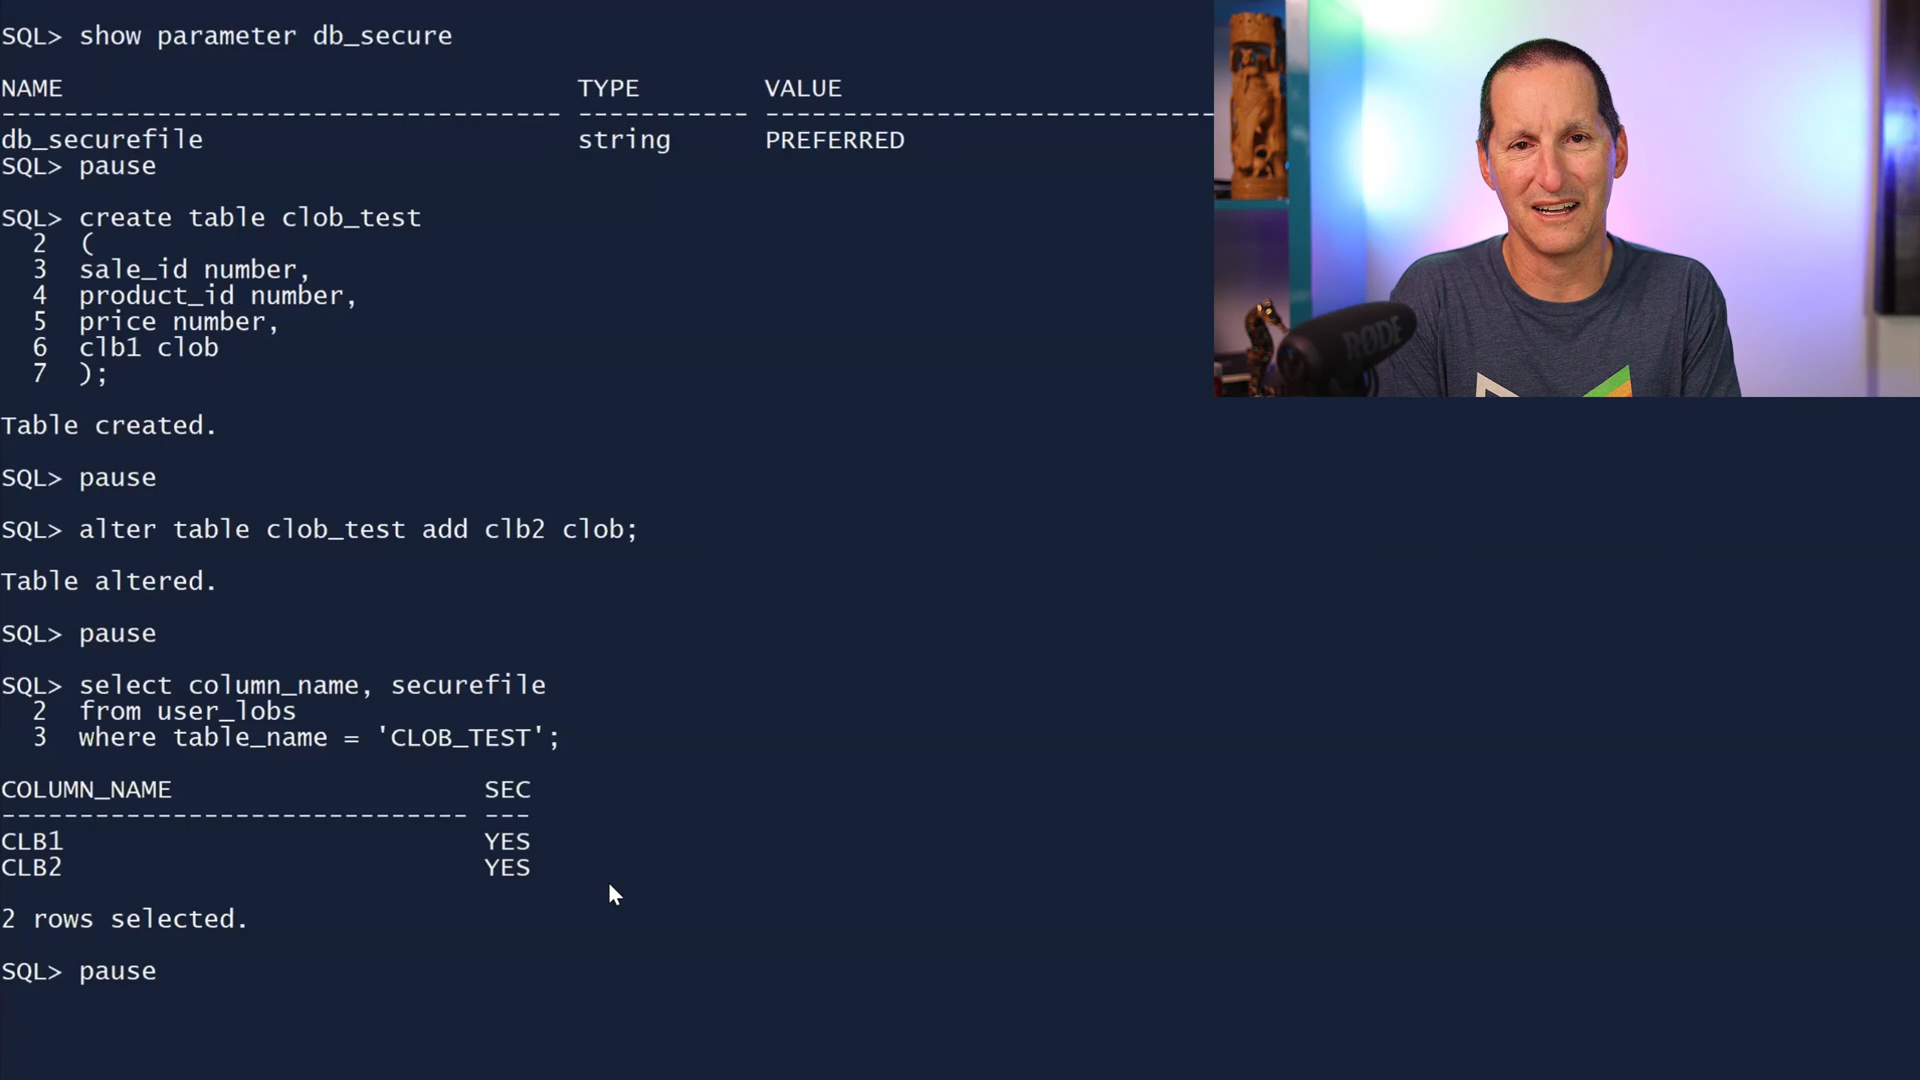 SQL> show parameter db_secure
NAME TYPE VALUE
------------------------------------ ----------- -----------------------------
db_securefile string PREFERRED
SQL> pause
SQL> create table clob_test
2 (
3 sale_id number,
4 product_id number,
5 price number,
6 clb1 clob
7 );
Table created.
SQL> pause
SQL> alter table clob_test add clb2 clob;
Table altered.
SQL> pause
SQL> select column_name, securefile
2 from user_lobs
3 where table_name = 'CLOB_TEST';
COLUMN_NAME SEC
------------------------------ ---
CLB1 YES
CLB2 YES
2 rows selected.
SQL> pause
RODE